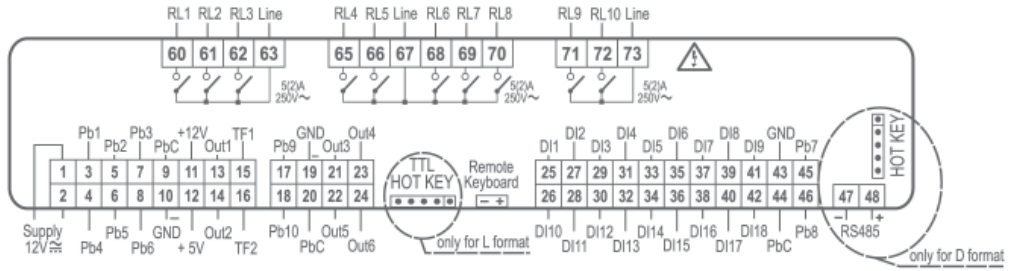 RL1 RL2 RL3 Line RL4 RL5 Line RL6 RL7 RL8 RL9 RL10 Line
60 61 62 63 65 66 67 68 69 70 71 72 73
5(2)A 5(2)A 5(2)A
250V～ 250V～ 250V～
Pb1 Pb3 +12V TF1 GND Out4 DI2 DI4 DI6 DI8 GND
Pb2 PbC Out1 Pb9 Out3 DI1 DI3 DI5 DI7 DI9 Pb7
1 3 5 7 9 11 13 15 17 19 21 23 25 27 29 31 33 35 37 39 41 43 45
2 4 6 8 10 12 14 16 18 20 22 24 26 28 30 32 34 36 38 40 42 44 46 47 48
TTL
HOT KEY
Remote
Keyboard
- +
HOT KEY
- +
RS485
Supply
12V
Pb5 GND Out2 Pb10 Out5 DI10 DI12 DI14 DI16 DI18 Pb8
Pb4 Pb6 + 5V TF2 PbC Out6 DI11 DI13 DI15 DI17 PbC
only for L format
only for D format